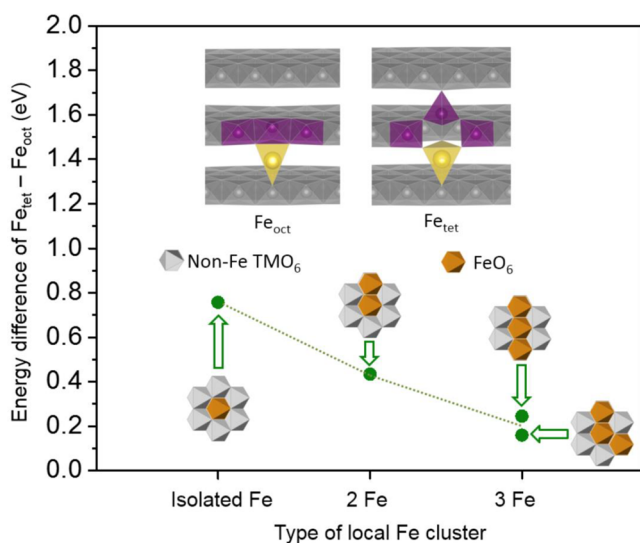 Energy difference of Fe_tet – Fe_oct (eV)
2.0
1.8
1.6
1.4
1.2
1.0
0.8
0.6
0.4
0.2
0.0
Fe_oct
Fe_tet
Non-Fe TMO₆
FeO₆
Isolated Fe
2 Fe
3 Fe
Type of local Fe cluster